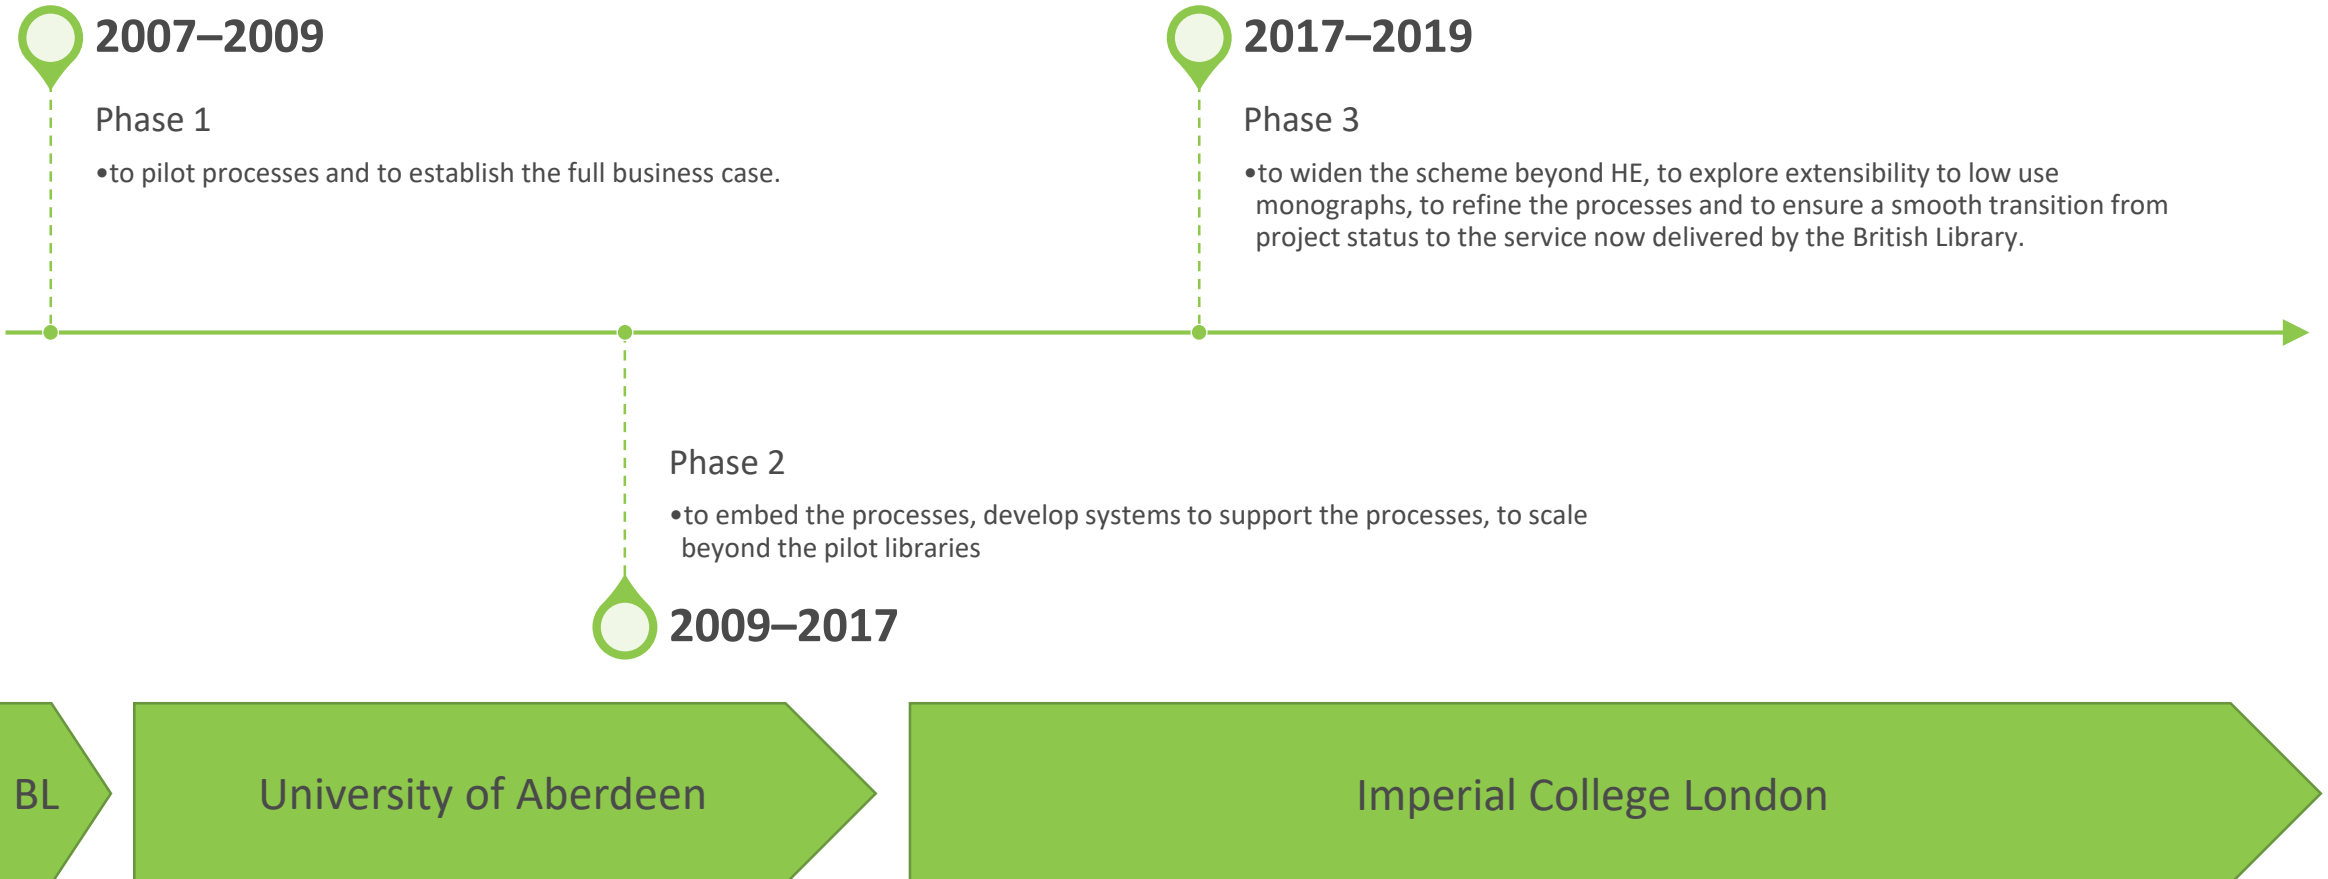 2007–2009
Phase 1
•to pilot processes and to establish the full business case.
2017–2019
Phase 3
•to widen the scheme beyond HE, to explore extensibility to low use
monographs, to refine the processes and to ensure a smooth transition from
project status to the service now delivered by the British Library.
Phase 2
•to embed the processes, develop systems to support the processes, to scale
beyond the pilot libraries
2009–2017
BL
University of Aberdeen
Imperial College London